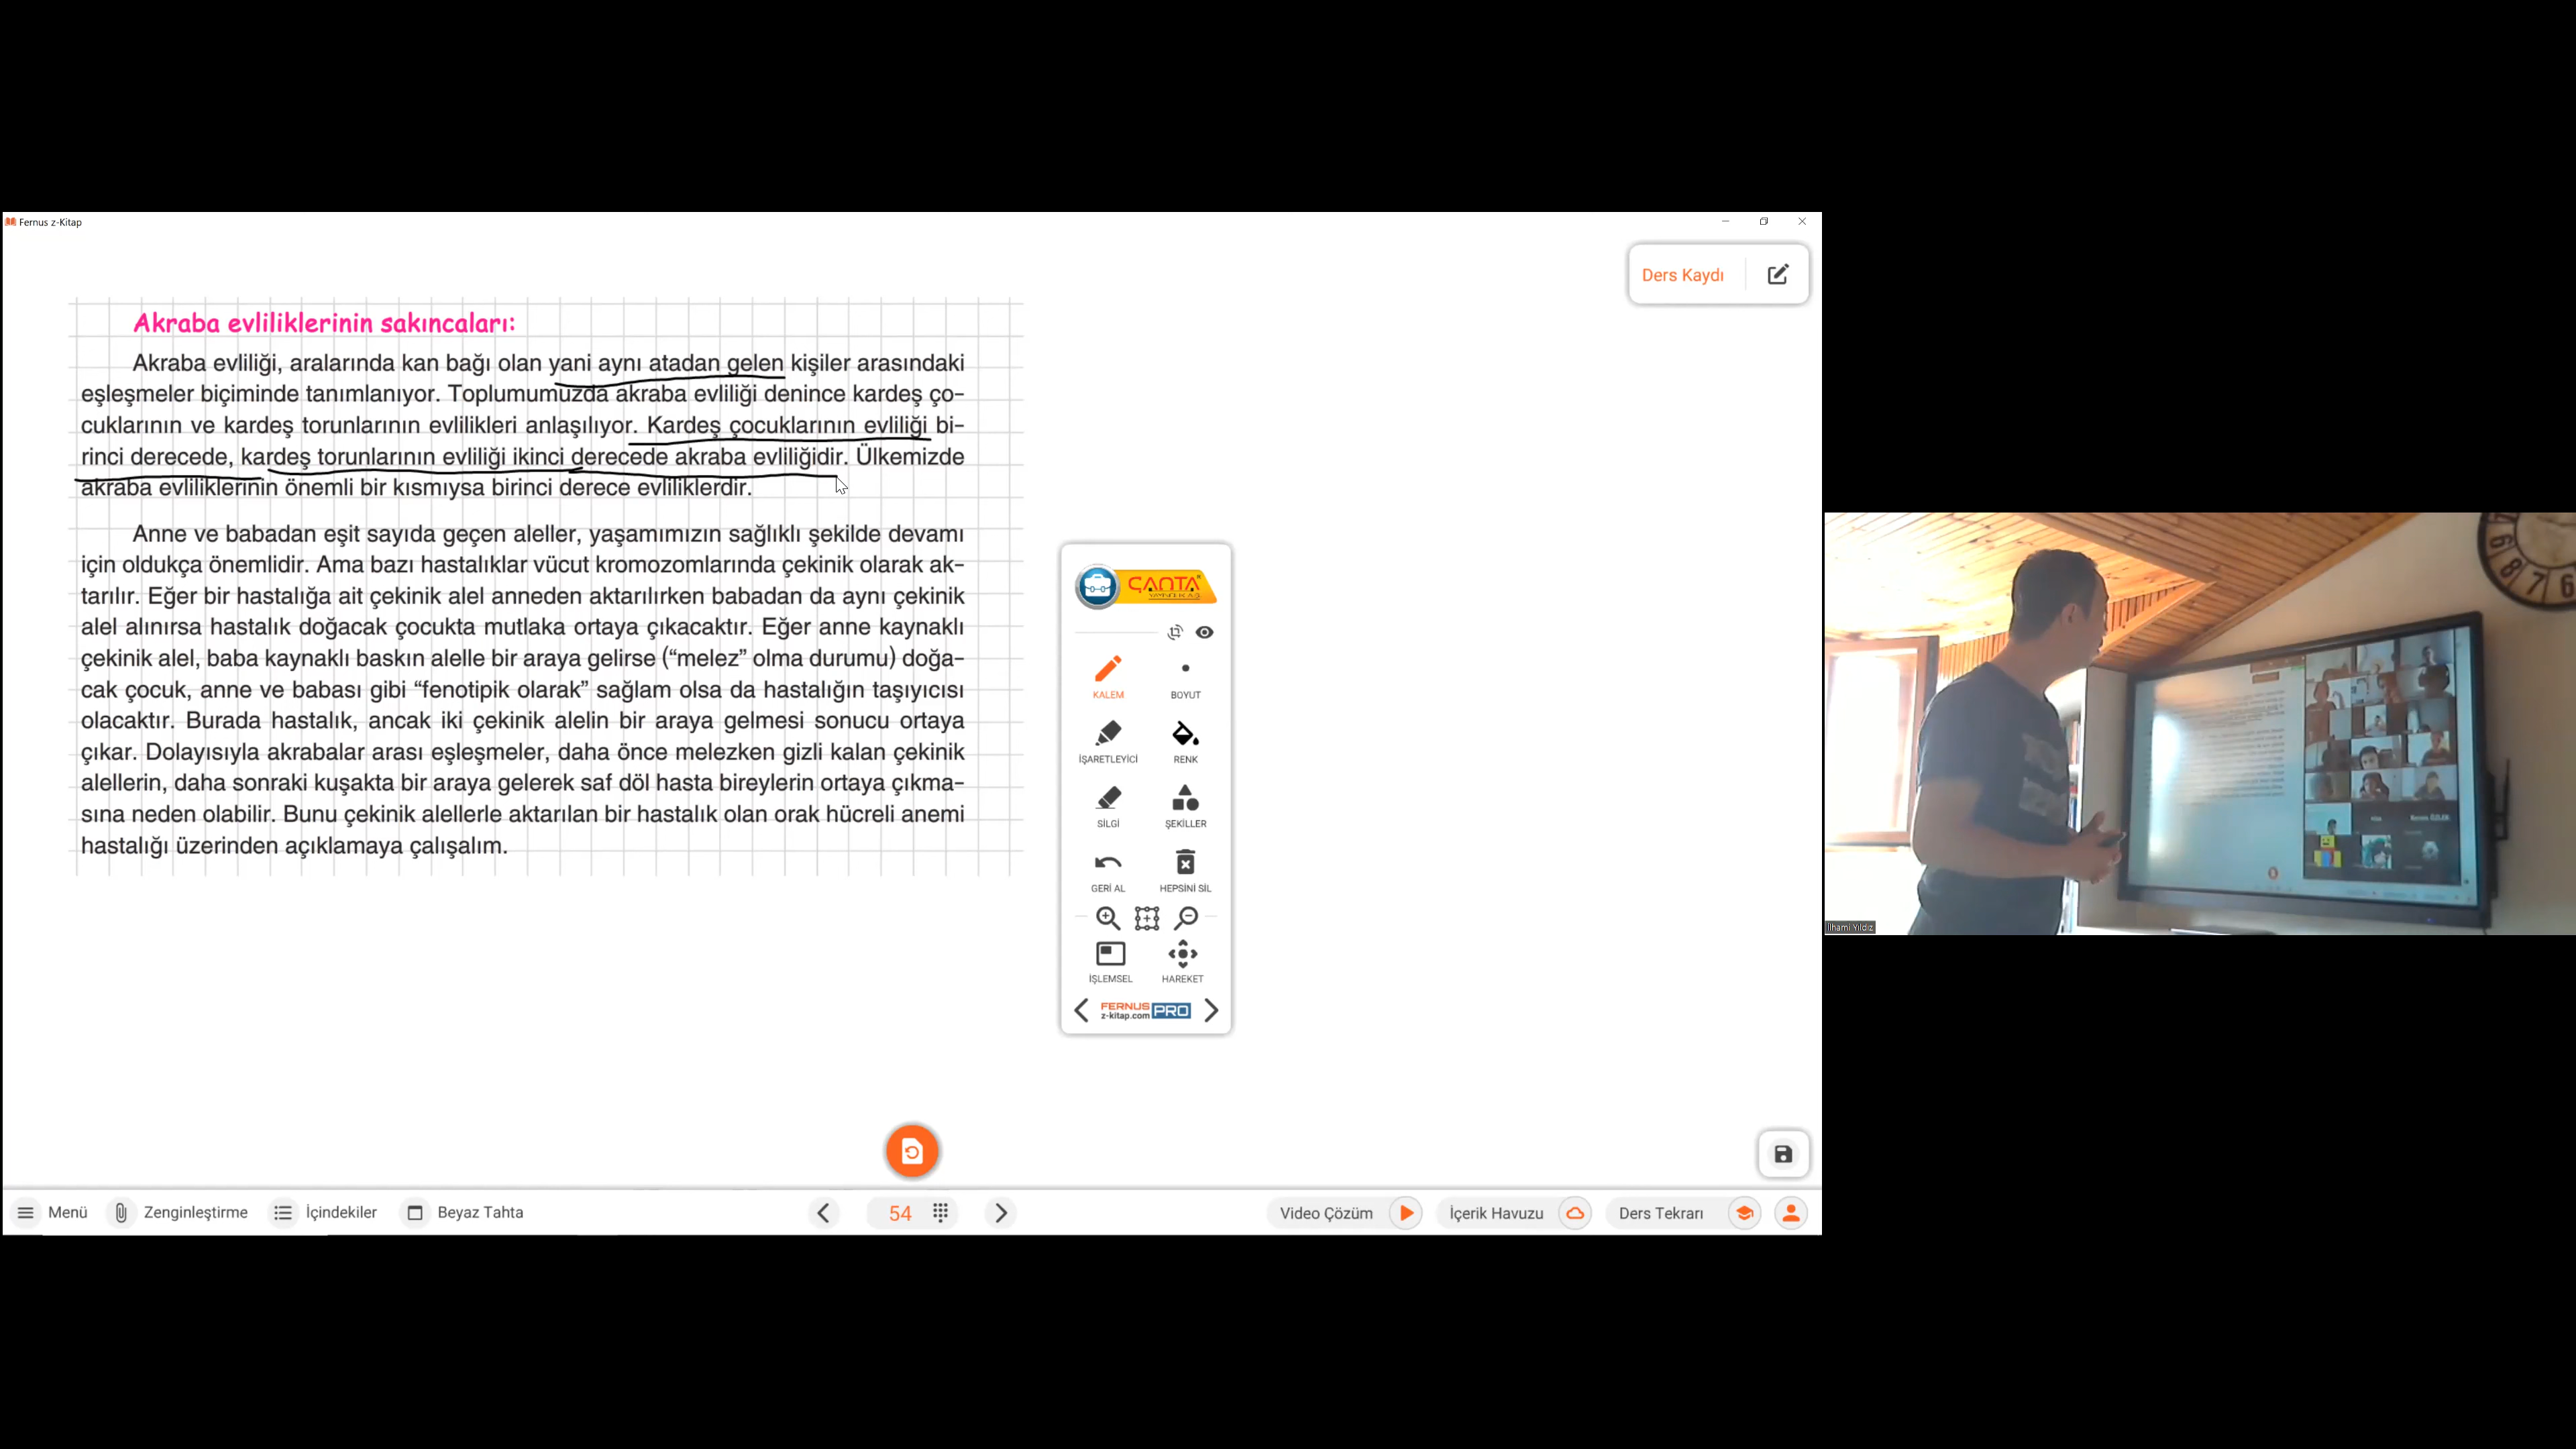 Fernus z-Kitap
Ders Kaydı
Akraba evliliklerinin sakıncaları:
Akraba evliliği, aralarında kan bağı olan yani aynı atadan gelen kişiler arasındaki
eşleşmeler biçiminde tanımlanıyor. Toplumumuzda akraba evliliği denince kardeş ço-
cuklarının ve kardeş torunlarının evlilikleri anlaşılıyor. Kardeş çocuklarının evliliği bi-
rinci derecede, kardeş torunlarının evliliği ikinci derecede akraba evliliğidir. Ülkemizde
akraba evliliklerinin önemli bir kısmıysa birinci derece evliliklerdir.
Anne ve babadan eşit sayıda geçen aleller, yaşamımızın sağlıklı şekilde devamı
için oldukça önemlidir. Ama bazı hastalıklar vücut kromozomlarında çekinik olarak ak-
tarılır. Eğer bir hastalığa ait çekinik alel anneden aktarılırken babadan da aynı çekinik
alel alınırsa hastalık doğacak çocukta mutlaka ortaya çıkacaktır. Eğer anne kaynaklı
çekinik alel, baba kaynaklı baskın alelle bir araya gelirse (“melez” olma durumu) doğa-
cak çocuk, anne ve babası gibi “fenotipik olarak” sağlam olsa da hastalığın taşıyıcısı
olacaktır. Burada hastalık, ancak iki çekinik alelin bir araya gelmesi sonucu ortaya
çıkar. Dolayısıyla akrabalar arası eşleşmeler, daha önce melezken gizli kalan çekinik
alellerin, daha sonraki kuşakta bir araya gelerek saf döl hasta bireylerin ortaya çıkma-
sına neden olabilir. Bunu çekinik alellerle aktarılan bir hastalık olan orak hücreli anemi
hastalığı üzerinden açıklamaya çalışalım.
ÇANTA
YAYINLARI
KALEM
BOYUT
İŞARETLEYİCİ
RENK
SİLGİ
ŞEKİLLER
GERİ AL
HEPSİNİ SİL
İŞLEMSEL
HAREKET
FERNUS
z-kitap.com
PRO
İlhami Yıldız
Menü
Zenginleştirme
İçindekiler
Beyaz Tahta
54
Video Çözüm
İçerik Havuzu
Ders Tekrarı